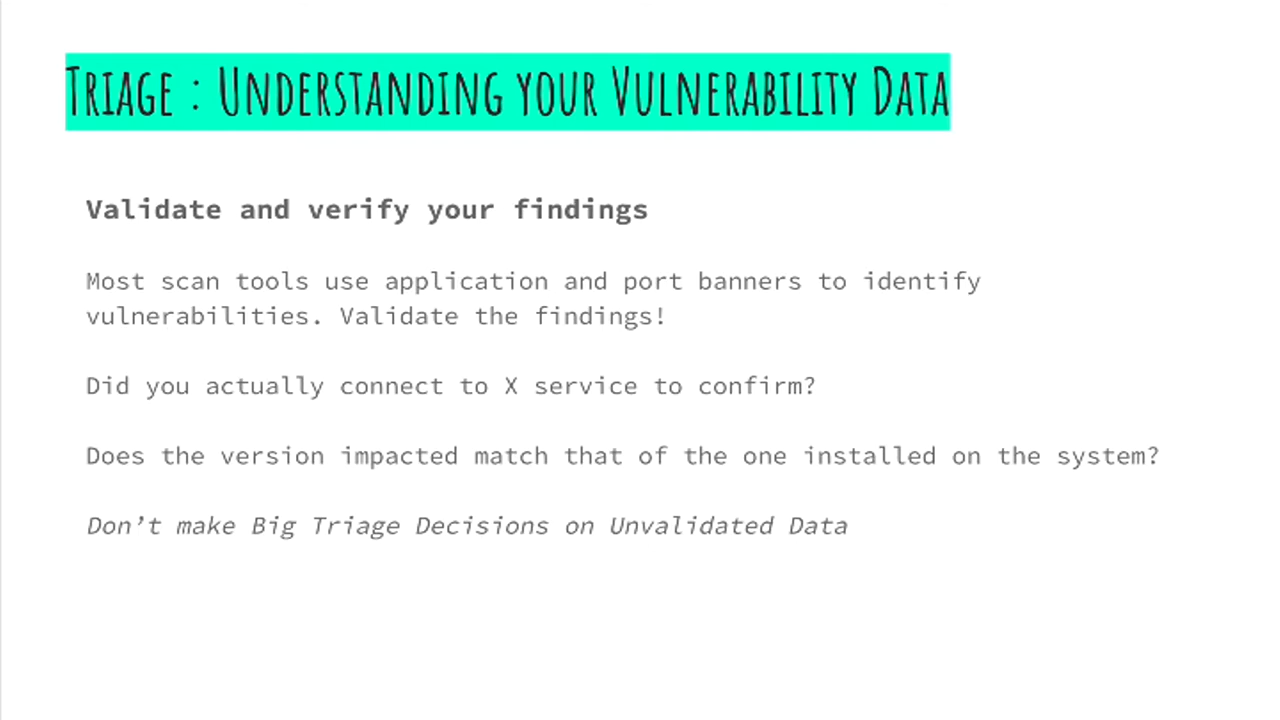 Triage : Understanding your Vulnerability Data
Validate and verify your findings
Most scan tools use application and port banners to identify
vulnerabilities. Validate the findings!
Did you actually connect to X service to confirm?
Does the version impacted match that of the one installed on the system?
Don’t make Big Triage Decisions on Unvalidated Data